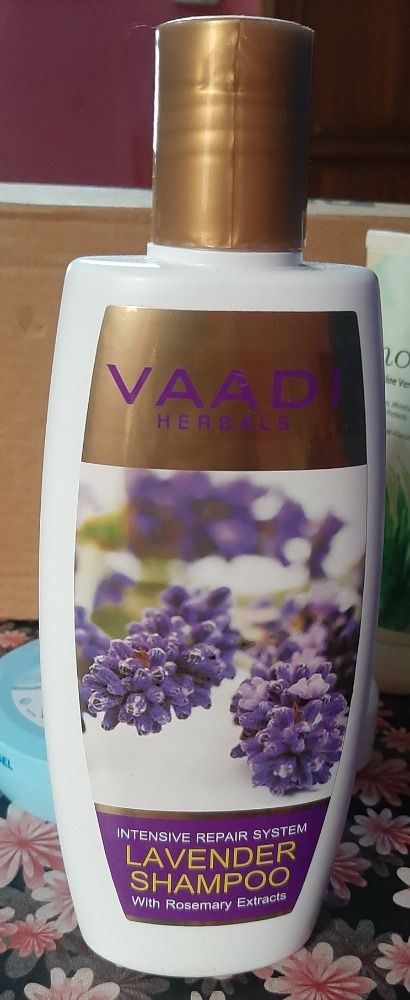 VAADI
HERBALS
INTENSIVE REPAIR SYSTEM
LAVENDER
SHAMPOO
With Rosemary Extracts